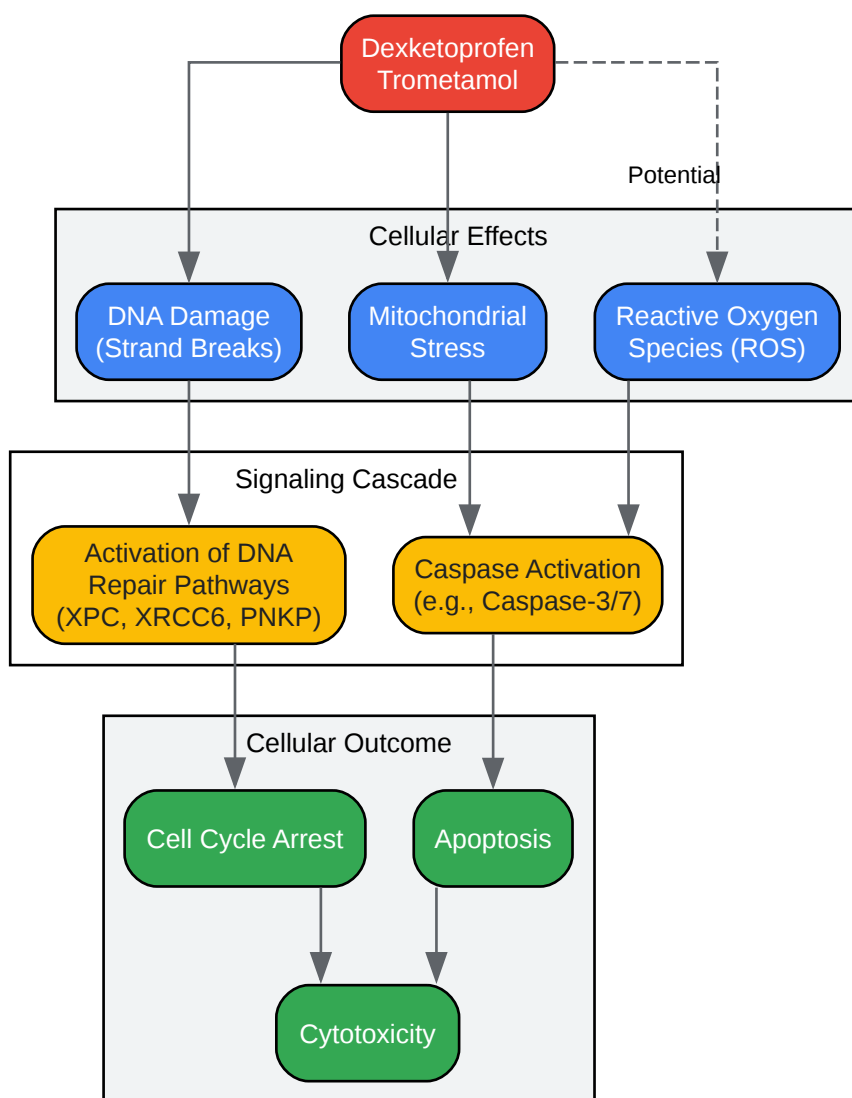 Dexketoprofen
Trometamol
Potential
Cellular Effects
DNA Damage
(Strand Breaks)
Mitochondrial
Stress
Reactive Oxygen
Species (ROS)
Signaling Cascade
Activation of DNA
Repair Pathways
(XPC, XRCC6, PNKP)
Caspase Activation
(e.g., Caspase-3/7)
Cellular Outcome
Cell Cycle Arrest
Apoptosis
Cytotoxicity